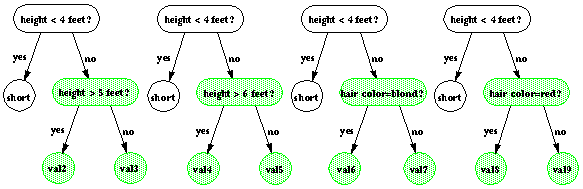 height < 4 feet?
height < 4 feet?
height < 4 feet?
height < 4 feet?
yes
no
yes
no
yes
no
yes
no
short
height > 5 feet?
short
height > 6 feet?
short
hair color=blond?
short
hair color=red?
yes
no
yes
no
yes
no
yes
no
val2
val3
val4
val5
val6
val7
val8
val9